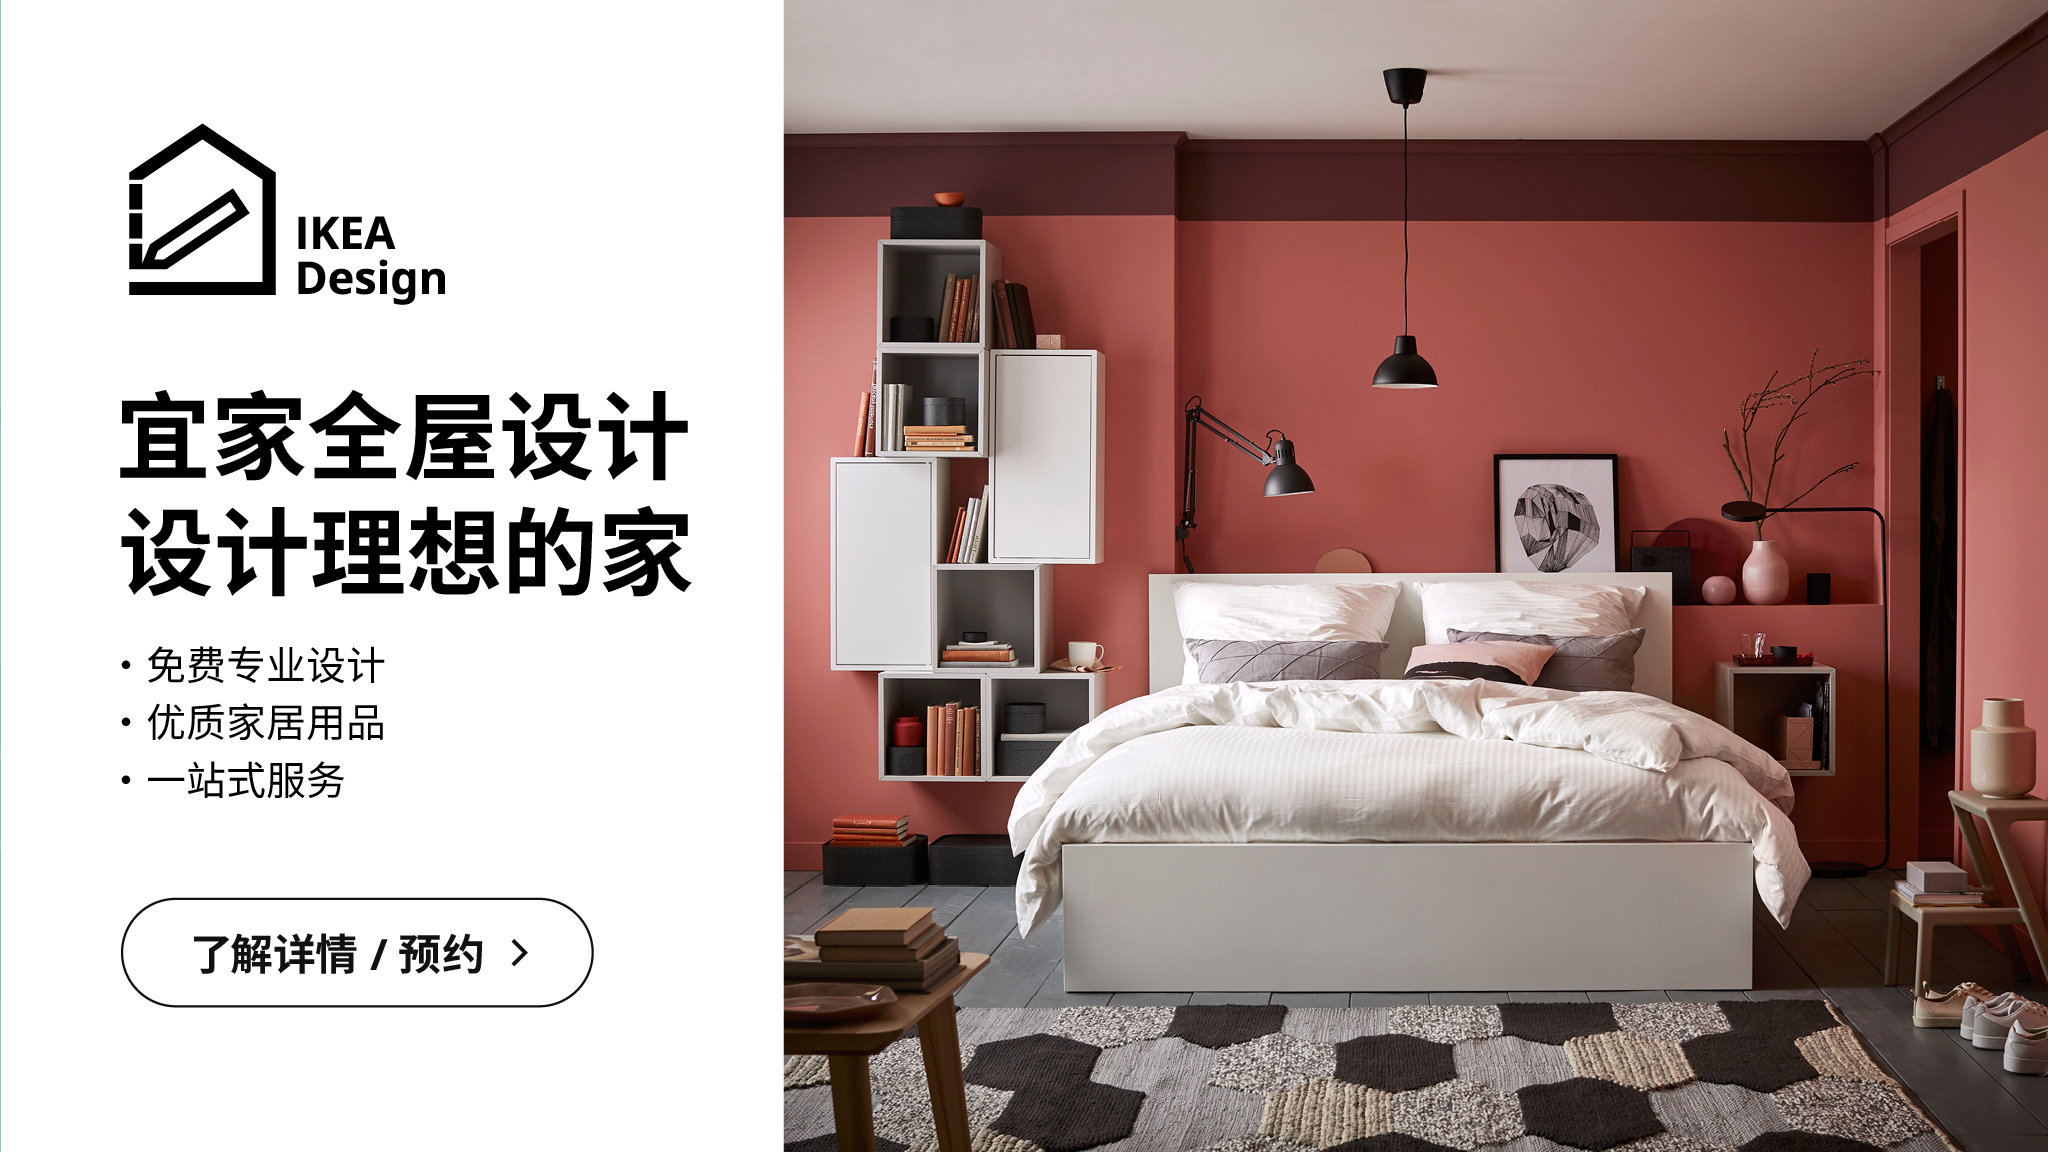 IKEA
Design
宜家全屋设计
设计理想的家
· 免费专业设计
· 优质家居用品
· 一站式服务
了解详情 / 预约 >